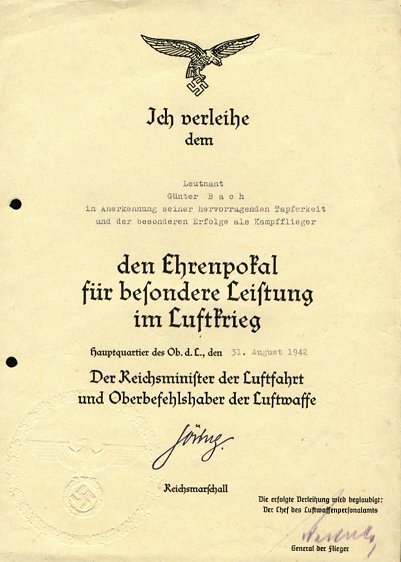 Ich verleihe
dem
Leutnant
Günter B a c h
in Anerkennung seiner hervorragenden Tapferkeit
und der besonderen Erfolge als Kampfflieger
den Ehrenpokal
für besondere Leistung
im Luftkrieg
Hauptquartier des Ob. d. L., den 31. August 1942
Der Reichsminister der Luftfahrt
und Oberbefehlshaber der Luftwaffe
Göring
Reichsmarschall
Die erfolgte Verleihung wird beglaubigt:
Der Chef des Luftwaffenpersonalamts
General der Flieger